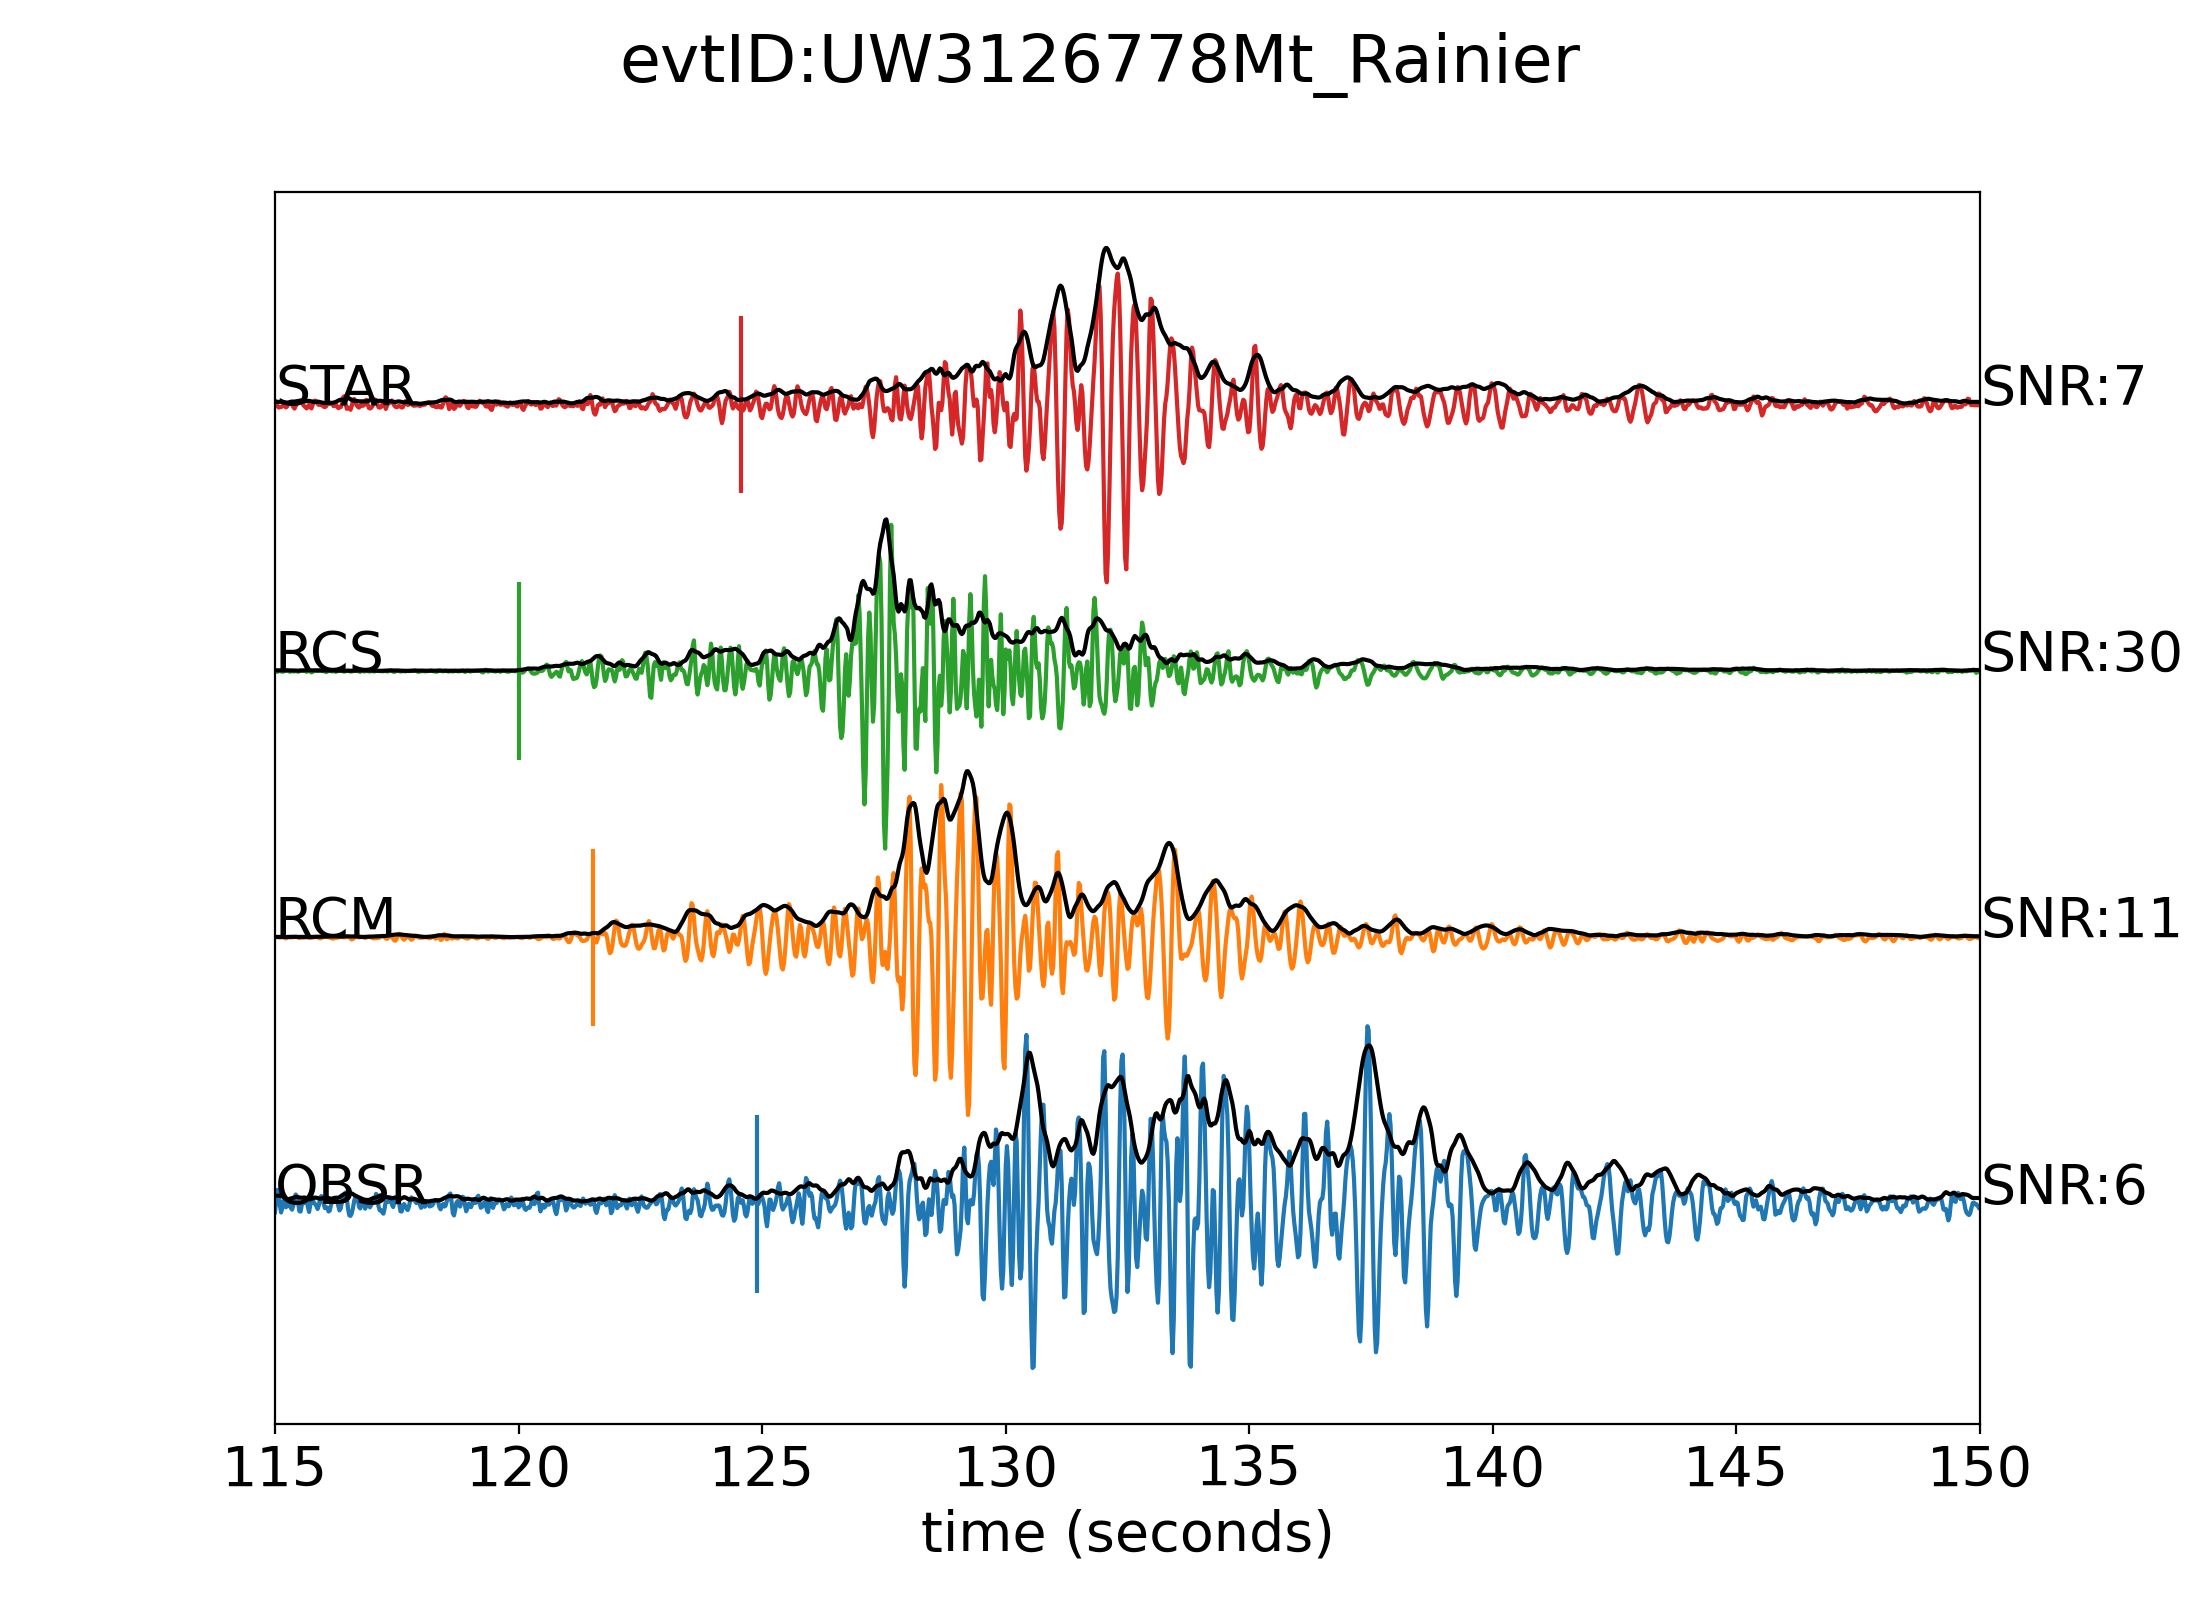 evtID:UW3126778Mt_Rainier
STAR SNR:7
RCS SNR:30
RCM SNR:11
OBSR SNR:6
115 120 125 130 135 140 145 150
time (seconds)